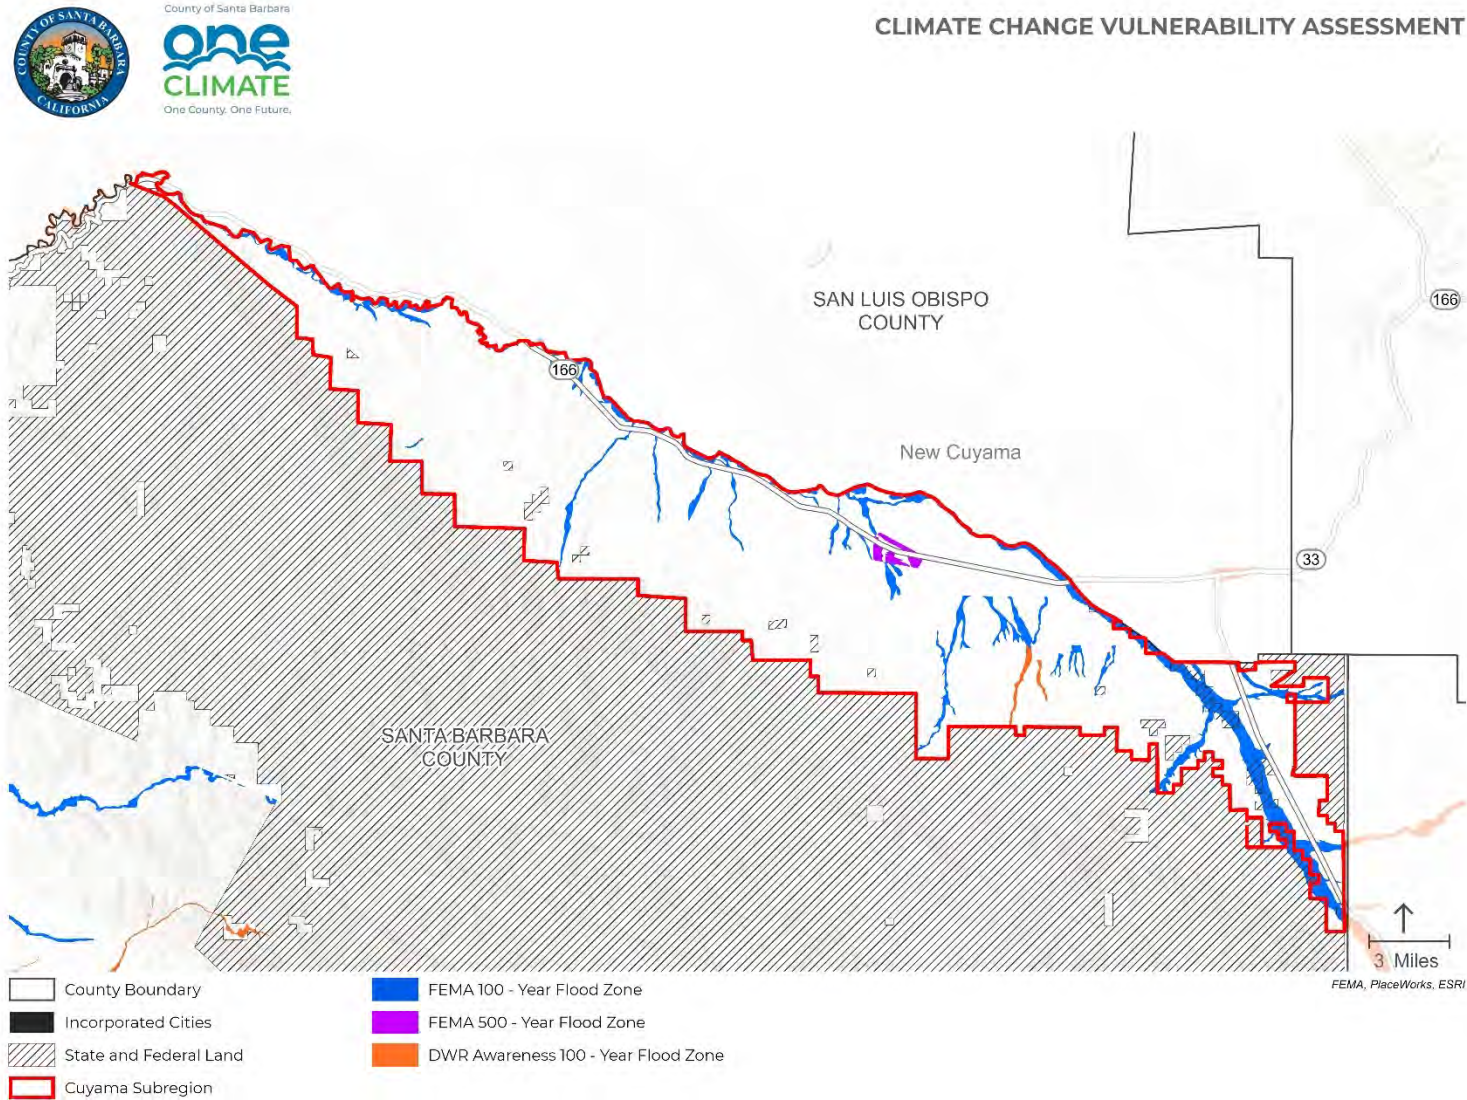 COUNTY OF SANTA BARBARA
CALIFORNIA
County of Santa Barbara
one
CLIMATE
One County. One Future.
CLIMATE CHANGE VULNERABILITY ASSESSMENT
SAN LUIS OBISPO
COUNTY
166
166
New Cuyama
33
SANTA BARBARA
COUNTY
3 Miles
FEMA, PlaceWorks, ESRI
County Boundary
Incorporated Cities
State and Federal Land
Cuyama Subregion
FEMA 100 - Year Flood Zone
FEMA 500 - Year Flood Zone
DWR Awareness 100 - Year Flood Zone